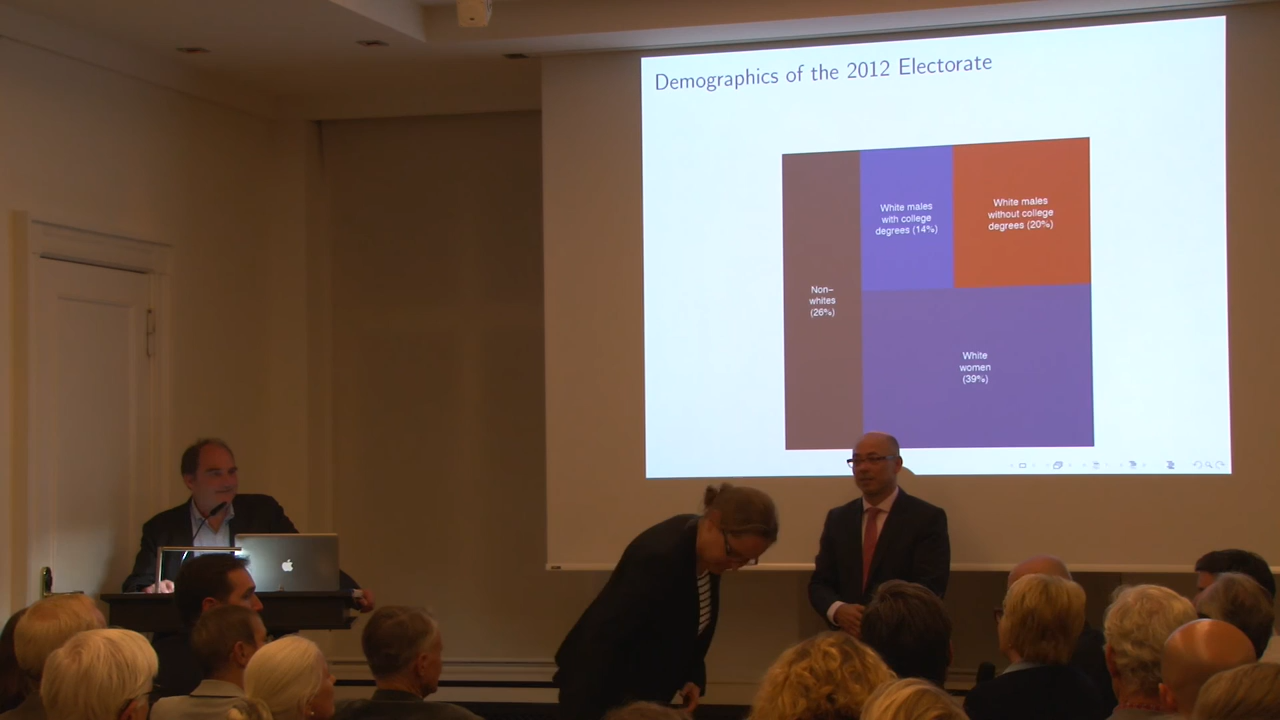 Demographics of the 2012 Electorate
White males
with college
degrees (14%)
White males
without college
degrees (20%)
Non–
whites
(26%)
White
women
(39%)